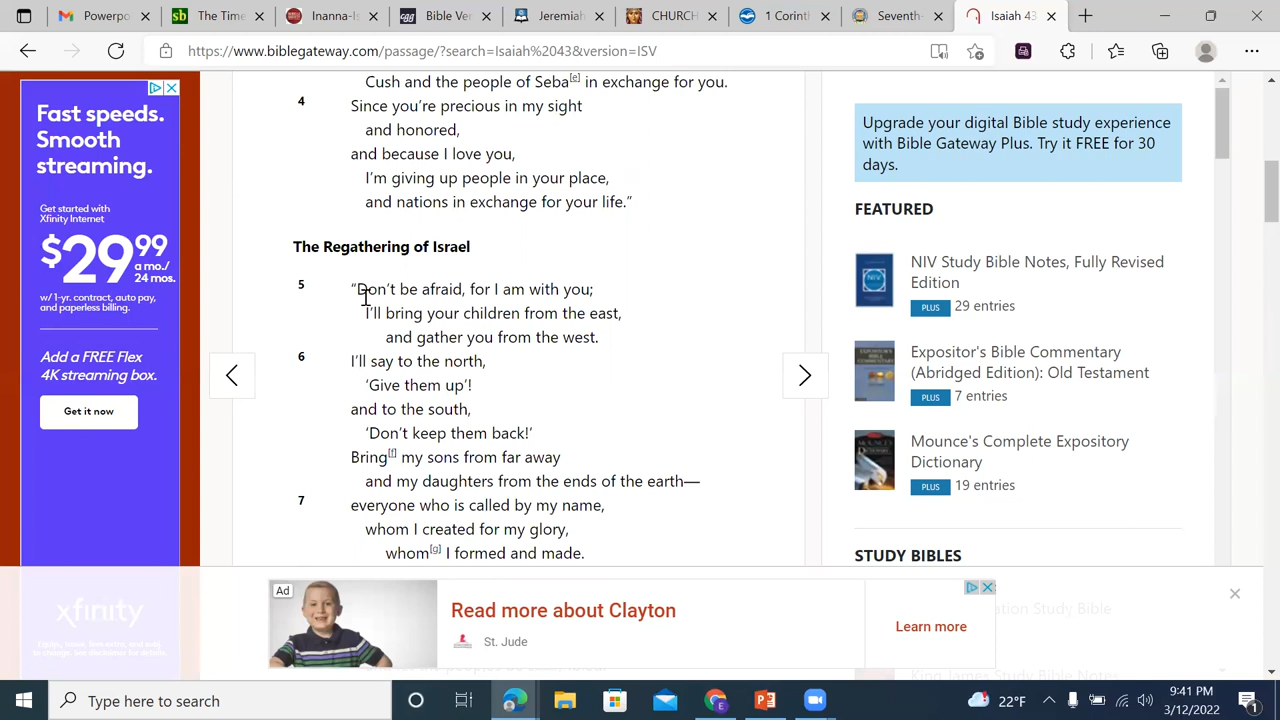 The Time
Inanna-Is
Bible Ver
Jeremiah
CHURCH
1 Corint
Seventh-
Isaiah 43
https://www.biblegateway.com/passage/?search=Isaiah%2043&version=ISV
Fast speeds.
Smooth
streaming.
Get started with
Xfinity Internet
$29 99
a mo./
24 mos.
w/ 1-yr. contract, auto pay,
and paperless billing.
Add a FREE Flex
4K streaming box.
Get it now
xfinity
Cush and the people of Seba[e] in exchange for you.
4 Since you're precious in my sight
and honored,
and because I love you,
I'm giving up people in your place,
and nations in exchange for your life.”
The Regathering of Israel
5 “Don't be afraid, for I am with you;
I'll bring your children from the east,
and gather you from the west.
6 I'll say to the north,
‘Give them up’!
and to the south,
‘Don't keep them back!’
Bring[f] my sons from far away
and my daughters from the ends of the earth—
7 everyone who is called by my name,
whom I created for my glory,
whom[g] I formed and made.
Upgrade your digital Bible study experience
with Bible Gateway Plus. Try it FREE for 30
days.
FEATURED
NIV Study Bible Notes, Fully Revised
Edition
PLUS 29 entries
Expositor's Bible Commentary
(Abridged Edition): Old Testament
PLUS 7 entries
Mounce's Complete Expository
Dictionary
PLUS 19 entries
STUDY BIBLES
Study Bible
King James Study Bible Notes
Ad
Read more about Clayton
St. Jude
Learn more
Type here to search
22°F
9:41 PM
3/12/2022
1